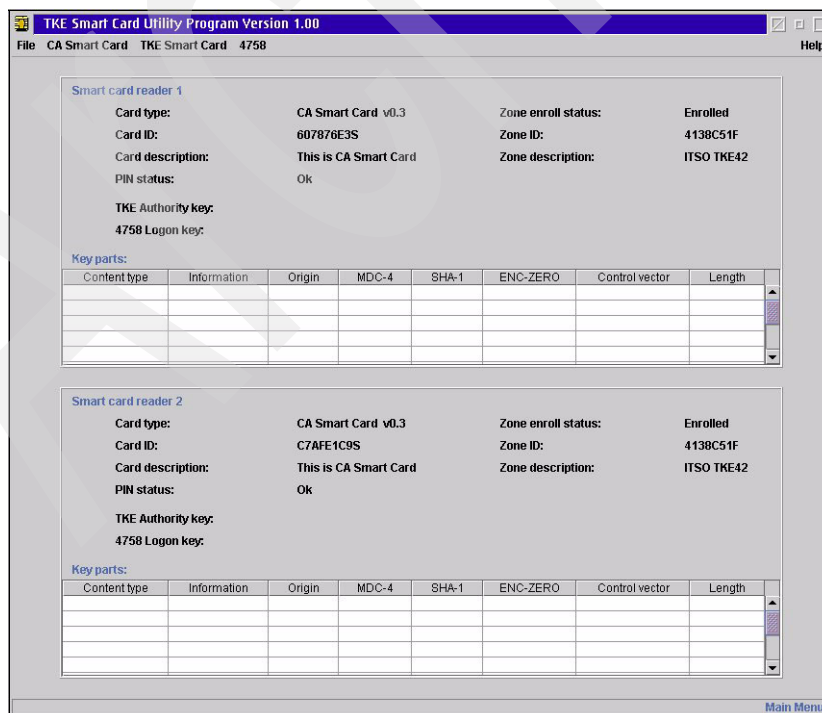 TKE Smart Card Utility Program Version 1.00
File CA Smart Card TKE Smart Card 4758 Help
Smart card reader 1
Card type: CA Smart Card v0.3 Zone enroll status: Enrolled
Card ID: 607876E3S Zone ID: 4138C51F
Card description: This is CA Smart Card Zone description: ITSO TKE42
PIN status: Ok
TKE Authority key:
4758 Logon key:
Key parts:
Content type Information Origin MDC-4 SHA-1 ENC-ZERO Control vector Length
Smart card reader 2
Card type: CA Smart Card v0.3 Zone enroll status: Enrolled
Card ID: C7AFE1C9S Zone ID: 4138C51F
Card description: This is CA Smart Card Zone description: ITSO TKE42
PIN status: Ok
TKE Authority key:
4758 Logon key:
Key parts:
Content type Information Origin MDC-4 SHA-1 ENC-ZERO Control vector Length
Main Menu